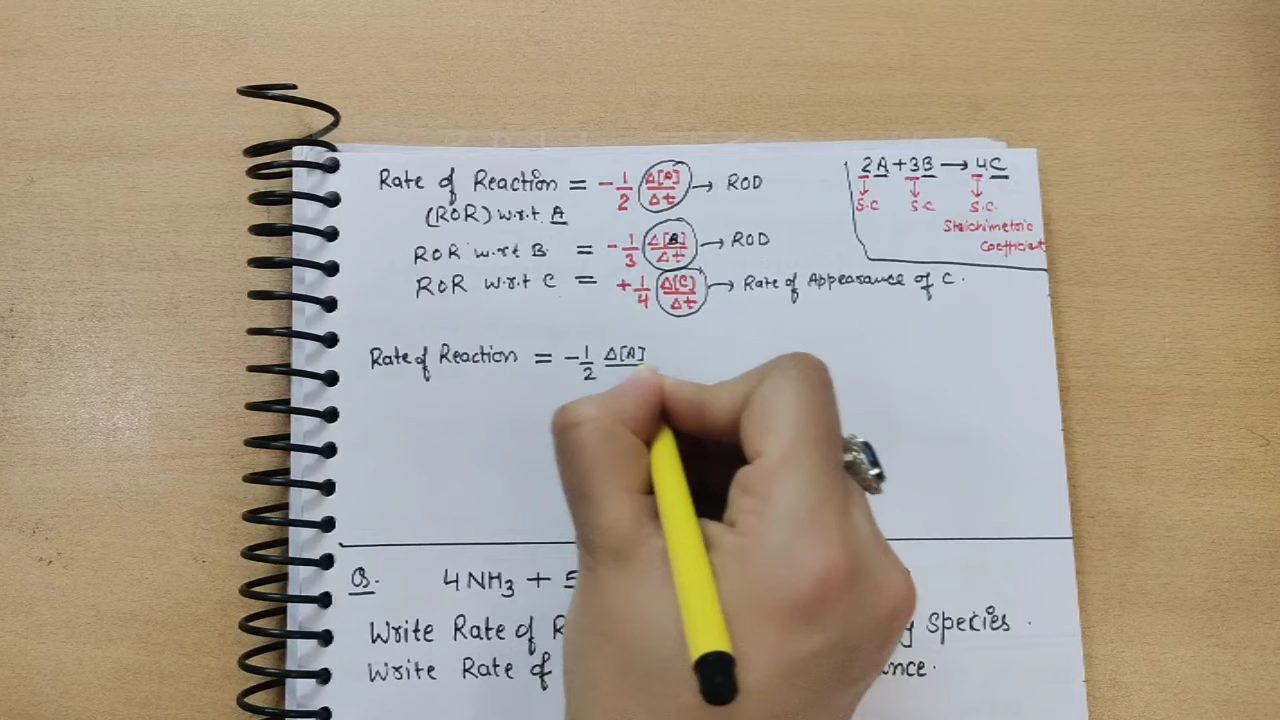 Rate of Reaction = -1/2 Δ[A]/Δt → ROD
(ROR) w.r.t. A
ROR w.r.t B = -1/3 Δ[B]/Δt → ROD
ROR w.r.t C = +1/4 Δ[C]/Δt → Rate of Appearance of C.
2A + 3B → 4C
S.C S.C S.C.
Stoichimetric
Coefficient
Rate of Reaction = -1/2 Δ[A]
Q. 4NH3 + 5
Write Rate of R species.
Write Rate of